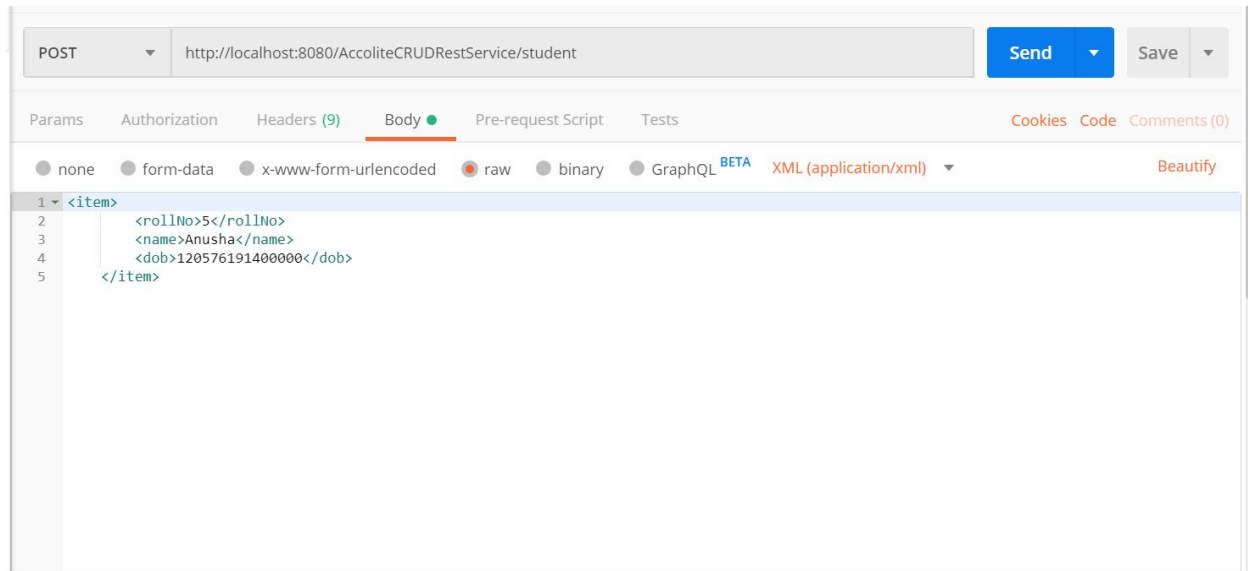 POST http://localhost:8080/AccoliteCRUDRestService/student Send Save
Params Authorization Headers (9) Body Pre-request Script Tests Cookies Code Comments (0)
none form-data x-www-form-urlencoded raw binary GraphQL BETA XML (application/xml) Beautify
1 <item>
2 <rollNo>5</rollNo>
3 <name>Anusha</name>
4 <dob>120576191400000</dob>
5 </item>